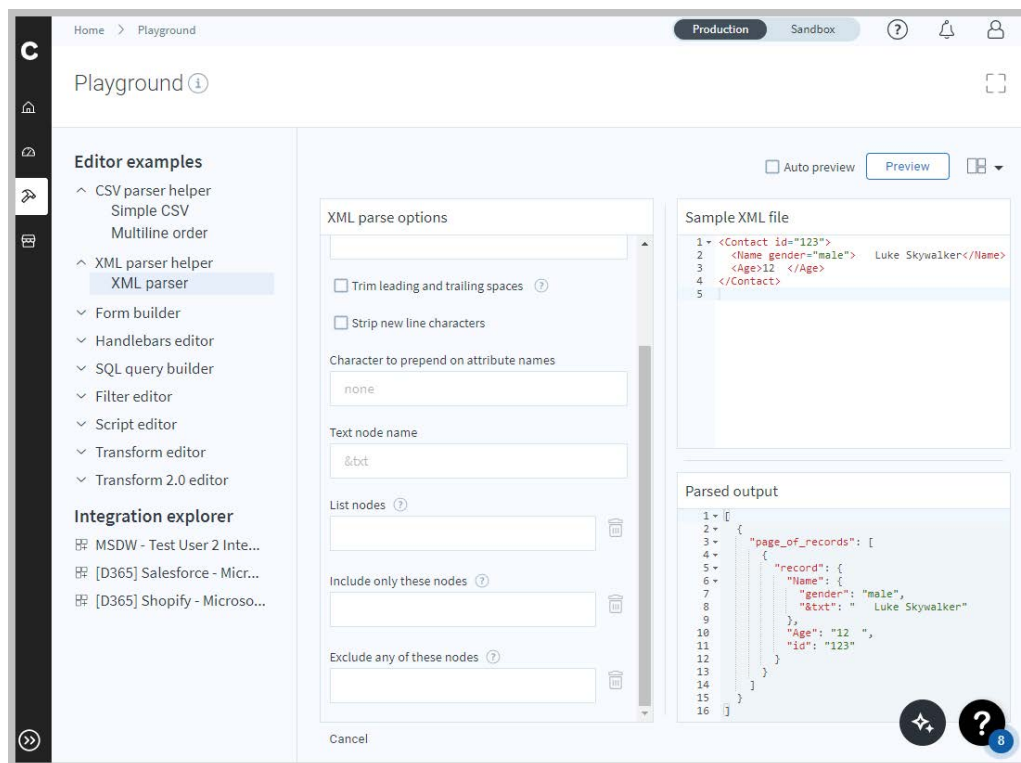 Home > Playground
Production Sandbox
Playground
Editor examples
CSV parser helper
Simple CSV
Multiline order
XML parser helper
XML parser
Form builder
Handlebars editor
SQL query builder
Filter editor
Script editor
Transform editor
Transform 2.0 editor
Integration explorer
MSDW - Test User 2 Inte...
[D365] Salesforce - Micr...
[D365] Shopify - Microso...
Auto preview Preview
XML parse options
Trim leading and trailing spaces ?
Strip new line characters
Character to prepend on attribute names
none
Text node name
&txt
List nodes ?
Include only these nodes ?
Exclude any of these nodes ?
Cancel
Sample XML file
1 <Contact id="123">
2   <Name gender="male">   Luke Skywalker</Name>
3   <Age>12  </Age>
4 </Contact>
5
Parsed output
1 [
2   {
3     "page_of_records": [
4       {
5         "record": {
6           "Name": {
7             "gender": "male",
8             "&txt": "   Luke Skywalker"
9           },
10           "Age": "12  ",
11           "id": "123"
12         }
13       }
14     ]
15   }
16 ]
?
8